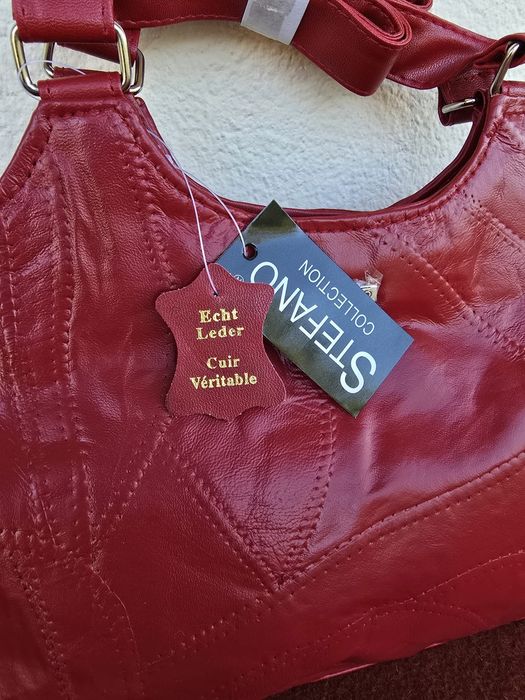 Echt
Leder
Cuir
Véritable
STEFANO
COLLECTION